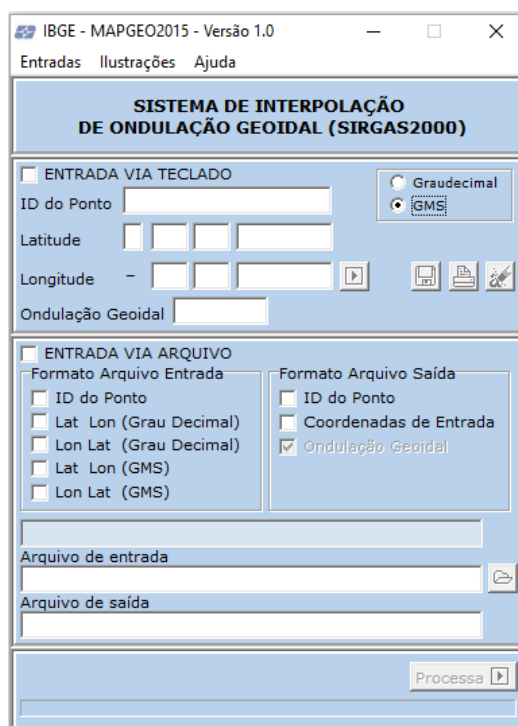 IBGE - MAPGEO2015 - Versão 1.0
Entradas Ilustrações Ajuda
SISTEMA DE INTERPOLAÇÃO
DE ONDULAÇÃO GEOIDAL (SIRGAS2000)
ENTRADA VIA TECLADO
Graudecimal
ID do Ponto
GMS
Latitude
Longitude -
Ondulação Geoidal
ENTRADA VIA ARQUIVO
Formato Arquivo Entrada
ID do Ponto
Lat Lon (Grau Decimal)
Lon Lat (Grau Decimal)
Lat Lon (GMS)
Lon Lat (GMS)
Formato Arquivo Saída
ID do Ponto
Coordenadas de Entrada
Ondulação Geoidal
Arquivo de entrada
Arquivo de saída
Processa